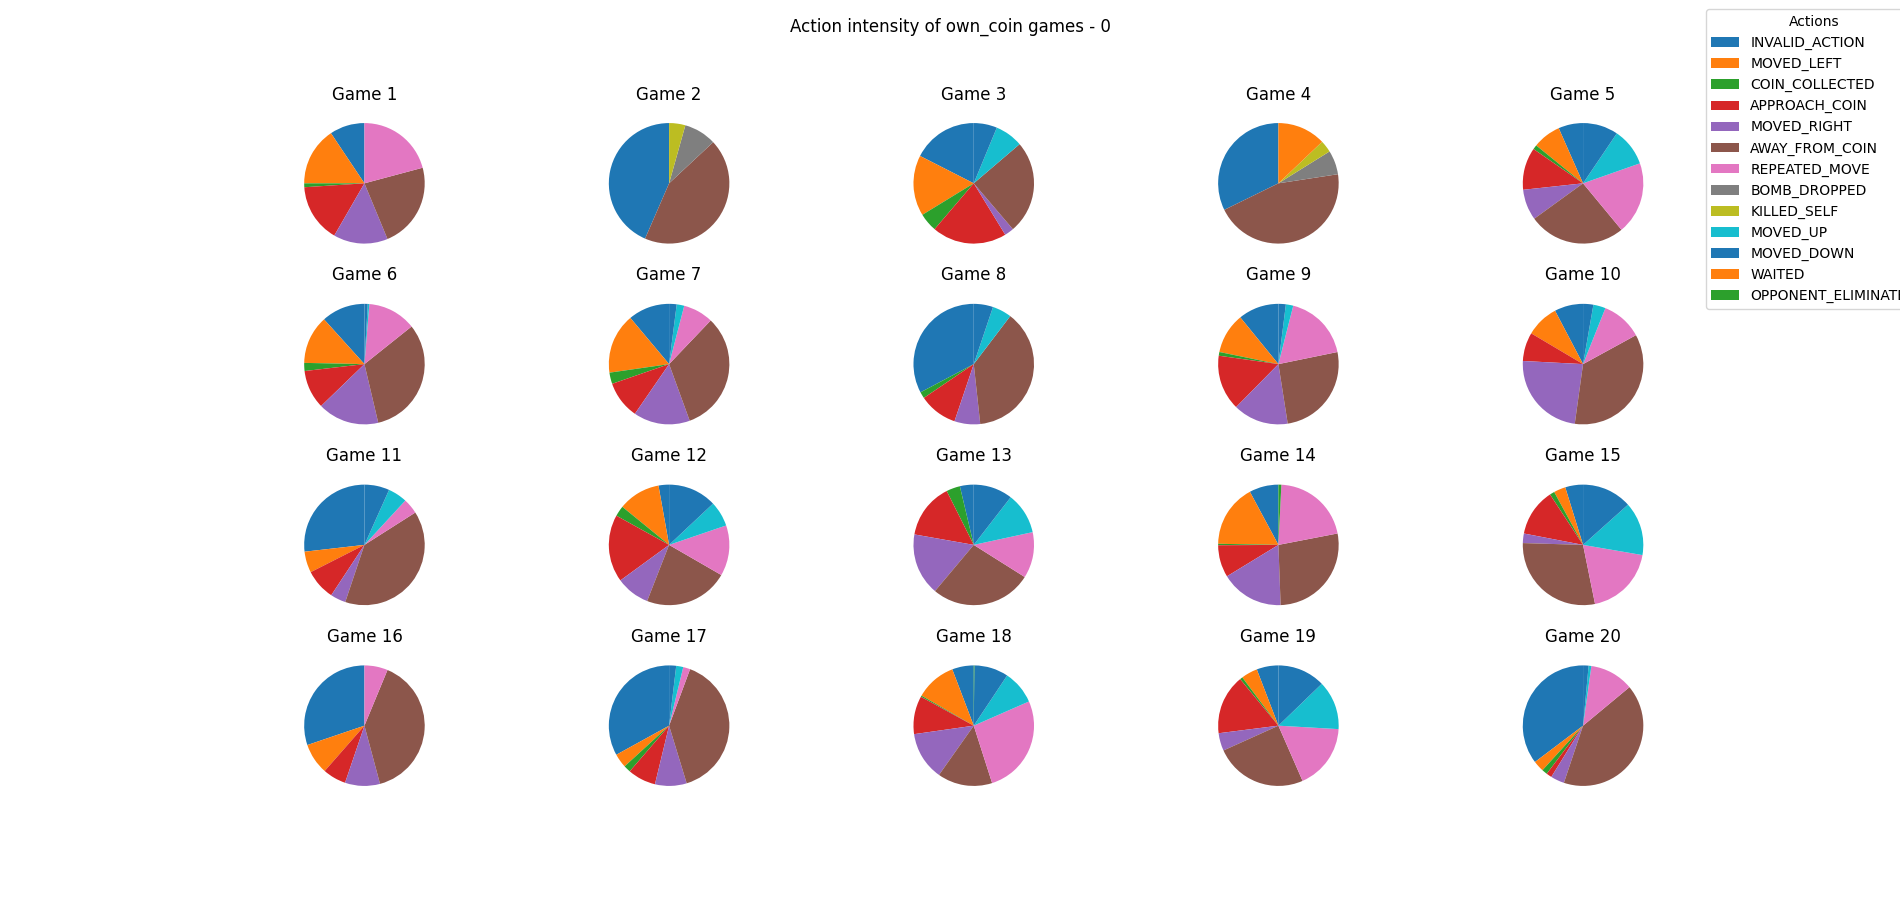 Action intensity of own_coin games - 0
Actions
INVALID_ACTION
MOVED_LEFT
COIN_COLLECTED
APPROACH_COIN
MOVED_RIGHT
AWAY_FROM_COIN
REPEATED_MOVE
BOMB_DROPPED
KILLED_SELF
MOVED_UP
MOVED_DOWN
WAITED
OPPONENT_ELIMINATE
Game 1
Game 2
Game 3
Game 4
Game 5
Game 6
Game 7
Game 8
Game 9
Game 10
Game 11
Game 12
Game 13
Game 14
Game 15
Game 16
Game 17
Game 18
Game 19
Game 20